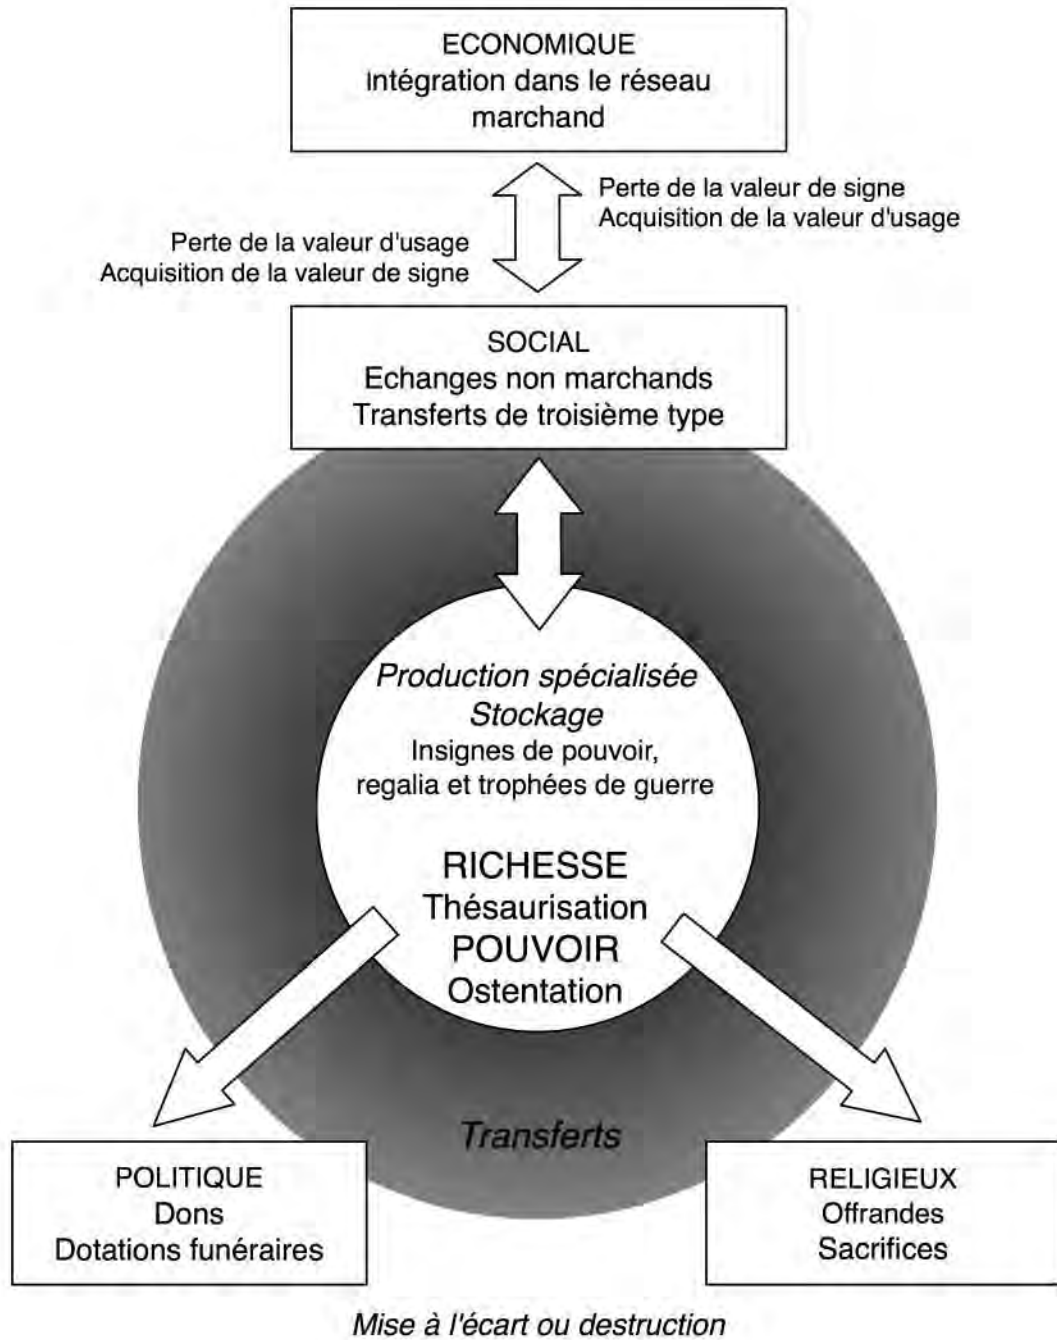 ECONOMIQUE
Intégration dans le réseau
marchand
Perte de la valeur de signe
Acquisition de la valeur d'usage
Perte de la valeur d'usage
Acquisition de la valeur de signe
SOCIAL
Echanges non marchands
Transferts de troisième type
Production spécialisée
Stockage
Insignes de pouvoir,
regalia et trophées de guerre
RICHESSE
Thésaurisation
POUVOIR
Ostentation
Transferts
POLITIQUE
Dons
Dotations funéraires
RELIGIEUX
Offrandes
Sacrifices
Mise à l'écart ou destruction